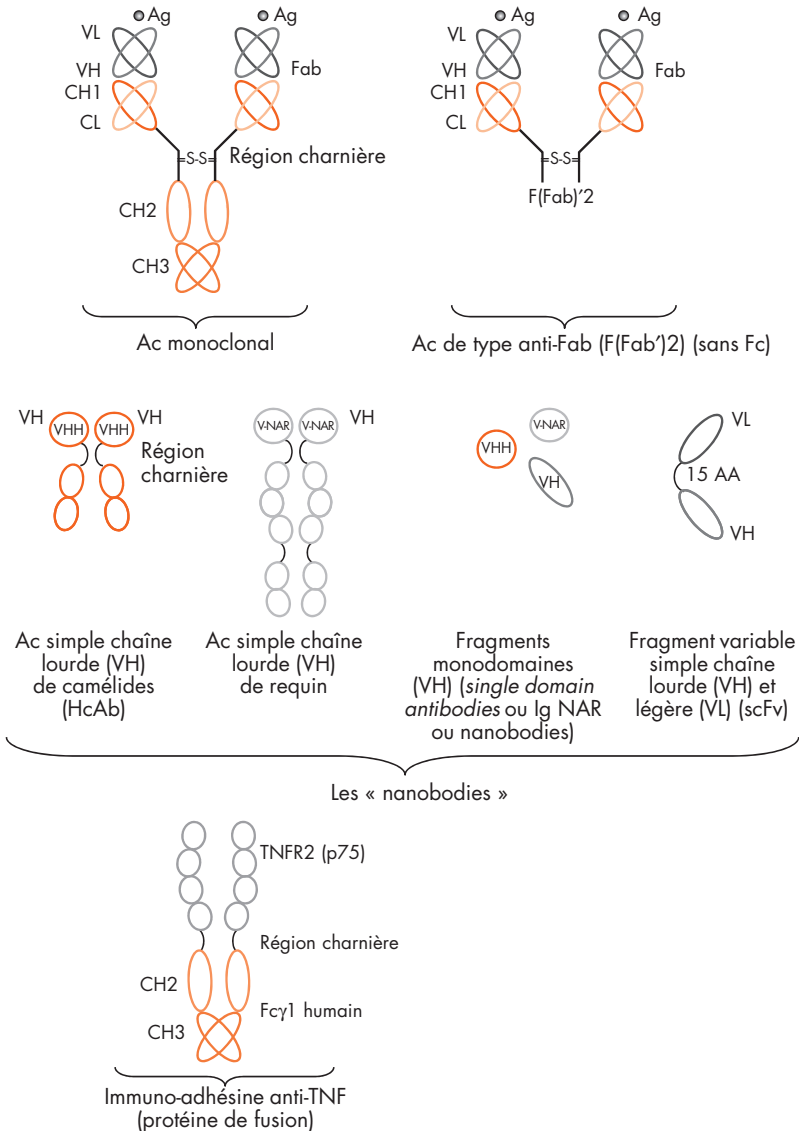 Ag
Ag
VL
VH
Fab
CH1
CL
=S-S=
Région charnière
CH2
CH3
Ac monoclonal
Ag
Ag
VL
VH
Fab
CH1
CL
=S-S=
F(Fab)’2
Ac de type anti-Fab (F(Fab’)2) (sans Fc)
VH
VHH
VHH
VH
Région
charnière
Ac simple chaîne
lourde (VH)
de camélides
(HcAb)
V-NAR
V-NAR
VH
Ac simple chaîne
lourde (VH)
de requin
V-NAR
VHH
VH
Fragments
monodomaines
(VH) (single domain
antibodies ou Ig NAR
ou nanobodies)
VL
15 AA
VH
Fragment variable
simple chaîne
lourde (VH) et
légère (VL) (scFv)
Les « nanobodies »
TNFR2 (p75)
Région charnière
CH2
Fcγ1 humain
CH3
Immuno-adhésine anti-TNF
(protéine de fusion)